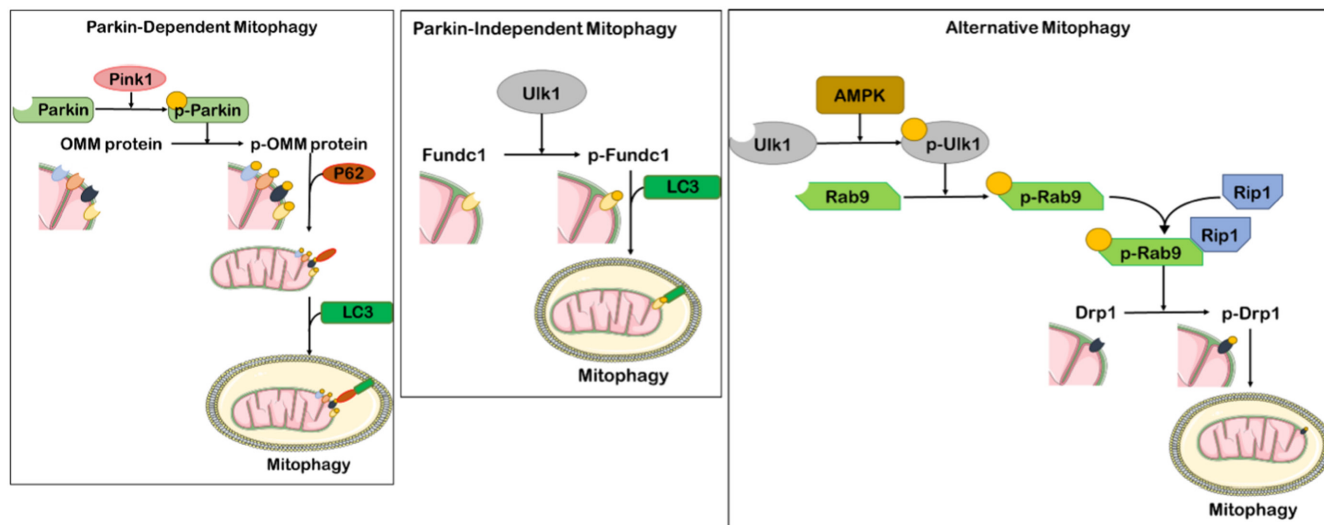 Parkin-Dependent Mitophagy
Pink1
Parkin
p-Parkin
OMM protein
p-OMM protein
P62
LC3
Mitophagy
Parkin-Independent Mitophagy
Ulk1
Fundc1
p-Fundc1
LC3
Mitophagy
Alternative Mitophagy
AMPK
Ulk1
p-Ulk1
Rab9
p-Rab9
Rip1
Rip1
p-Rab9
Drp1
p-Drp1
Mitophagy